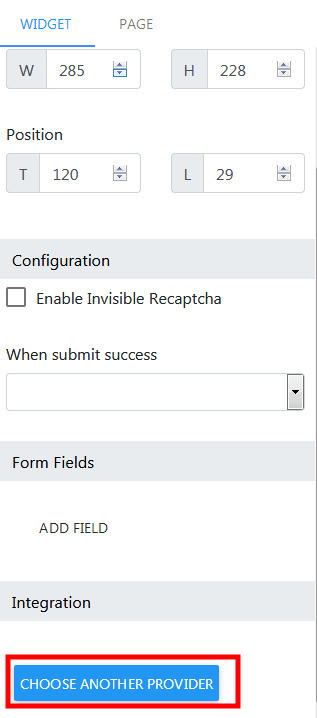 WIDGET PAGE
W 285 H 228
Position
T 120 L 29
Configuration
Enable Invisible Recaptcha
When submit success
Form Fields
ADD FIELD
Integration
CHOOSE ANOTHER PROVIDER